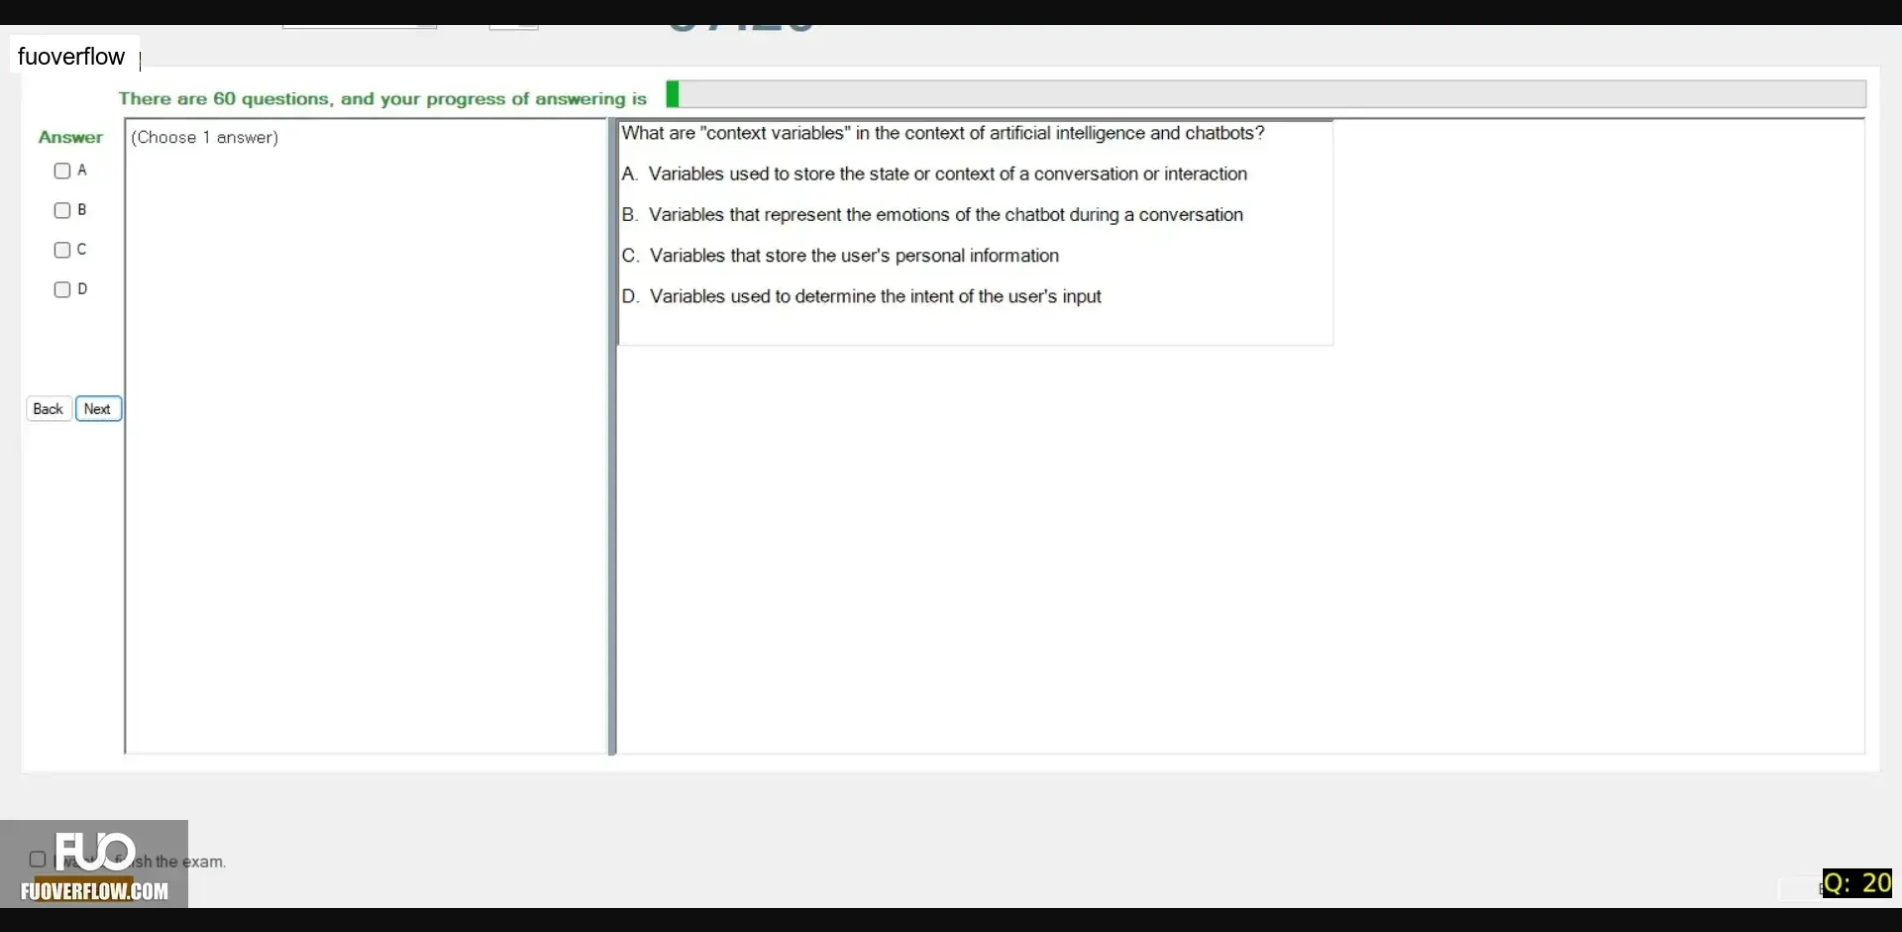 fuoverflow
There are 60 questions, and your progress of answering is
Answer
(Choose 1 answer)
A
B
C
D
Back Next
What are "context variables" in the context of artificial intelligence and chatbots?
A. Variables used to store the state or context of a conversation or interaction
B. Variables that represent the emotions of the chatbot during a conversation
C. Variables that store the user's personal information
D. Variables used to determine the intent of the user's input
FUO
the exam.
FUOVERFLOW.COM
Q: 20